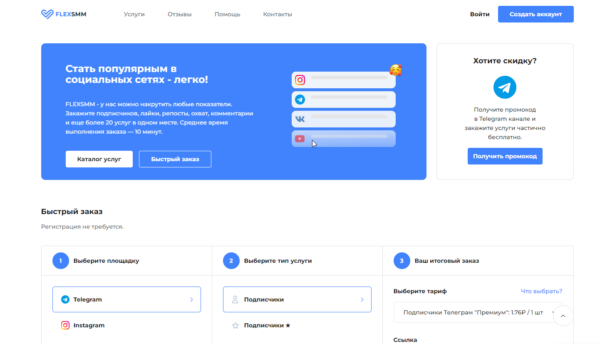 FLEXSMM
Услуги
Отзывы
Помощь
Контакты
Войти
Создать аккаунт
Стать популярным в
социальных сетях - легко!
FLEXSMM - у нас можно накрутить любые показатели.
Закажите подписчиков, лайки, репосты, охват, комментарии
и еще более 20 услуг в одном месте. Среднее время
выполнения заказа — 10 минут.
Каталог услуг
Быстрый заказ
Хотите скидку?
Получите промокод
в Telegram канале и
закажите услуги частично
бесплатно.
Получить промокод
Быстрый заказ
Регистрация не требуется.
1 Выберите площадку
Telegram
Instagram
2 Выберите тип услуги
Подписчики
Подписчики ★
3 Ваш итоговый заказ
Выберите тариф
Что выбрать?
Подписчики Телеграм "Премиум": 1.76₽ / 1 шт
Ссылка